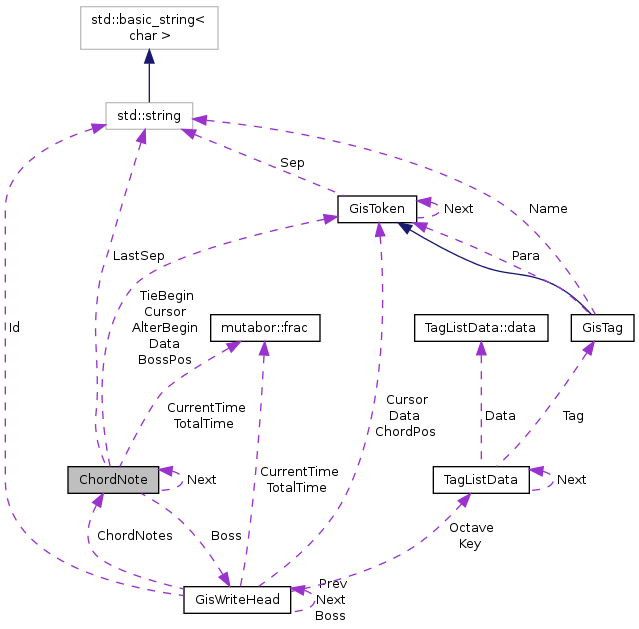 std::basic_string<
char >
std::string
Sep
GisToken
Next
Name
LastSep
Para
TieBegin
Cursor
AlterBegin
Data
BossPos
Id
mutabor::frac
TagListData::data
GisTag
CurrentTime
TotalTime
Cursor
Data
ChordPos
Data
Tag
ChordNote
Next
CurrentTime
TotalTime
TagListData
Next
ChordNotes
Boss
Octave
Key
GisWriteHead
Prev
Next
Boss